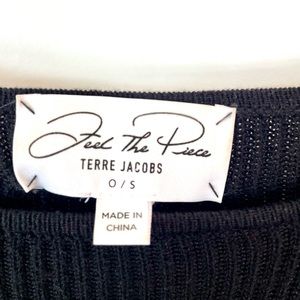 Feel The Piece
TERRE JACOBS
O/S
MADE IN
CHINA